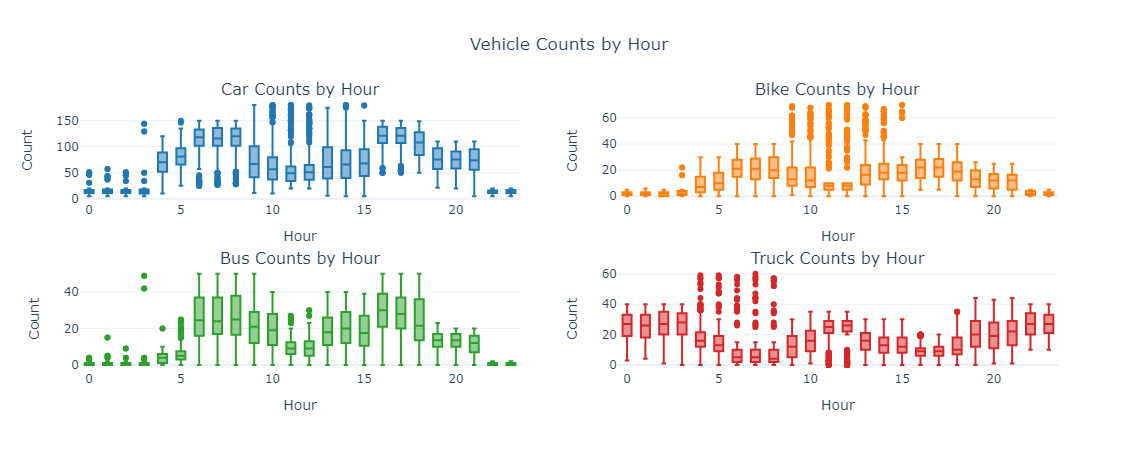 Vehicle Counts by Hour
Car Counts by Hour
Bike Counts by Hour
Count
150
100
50
0
0 5 10 15 20
Hour
Count
60
40
20
0
0 5 10 15 20
Hour
Bus Counts by Hour
Truck Counts by Hour
Count
40
20
0
0 5 10 15 20
Hour
Count
60
40
20
0
0 5 10 15 20
Hour